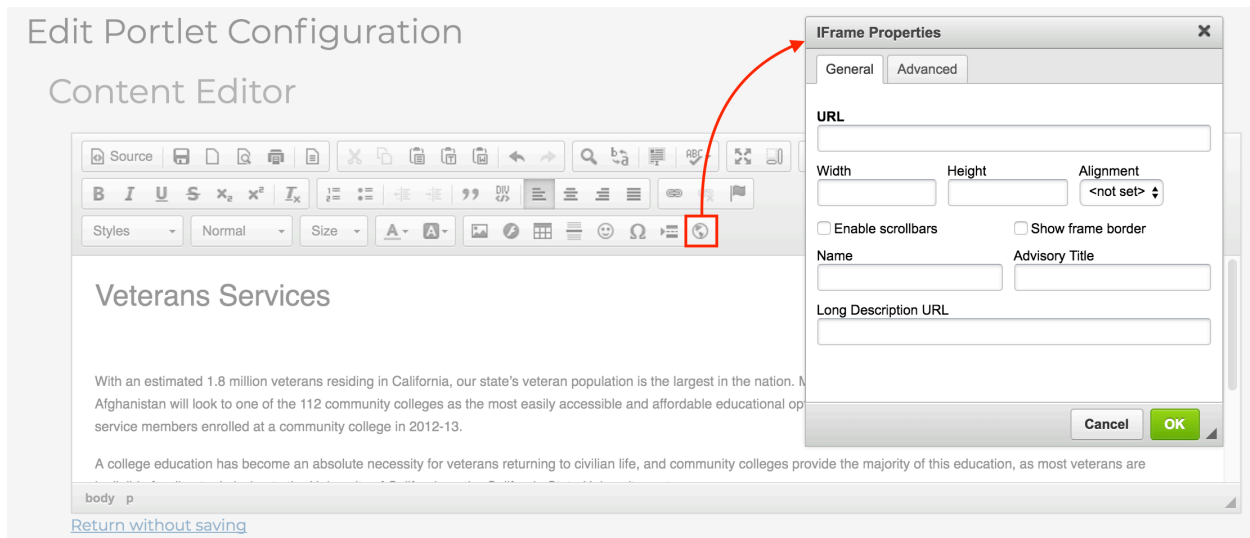 Edit Portlet Configuration
IFrame Properties
General Advanced
Content Editor
URL
Source
ABC
Width Height Alignment
<not set>
B I U S x₂ x² Tx
DIV
Enable scrollbars Show frame border
Styles Normal Size A A Ω
Name Advisory Title
Veterans Services
Long Description URL
With an estimated 1.8 million veterans residing in California, our state's veteran population is the largest in the nation. M
Afghanistan will look to one of the 112 community colleges as the most easily accessible and affordable educational op
service members enrolled at a community college in 2012-13.
Cancel OK
A college education has become an absolute necessity for veterans returning to civilian life, and community colleges provide the majority of this education, as most veterans are
body p
Return without saving